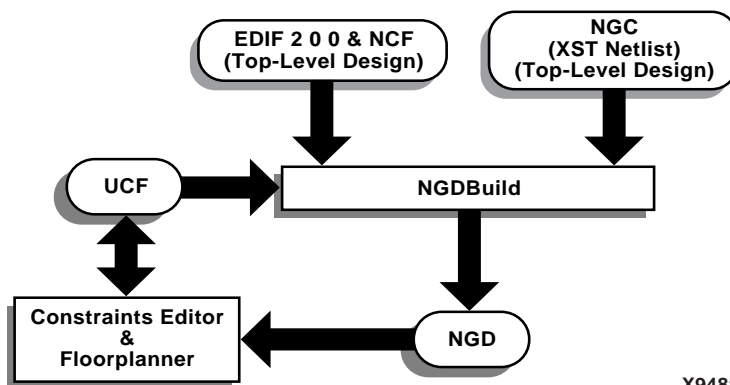 EDIF 2 0 0 & NCF
(Top-Level Design)
NGC
(XST Netlist)
(Top-Level Design)
UCF
NGDBuild
Constraints Editor
&
Floorplanner
NGD